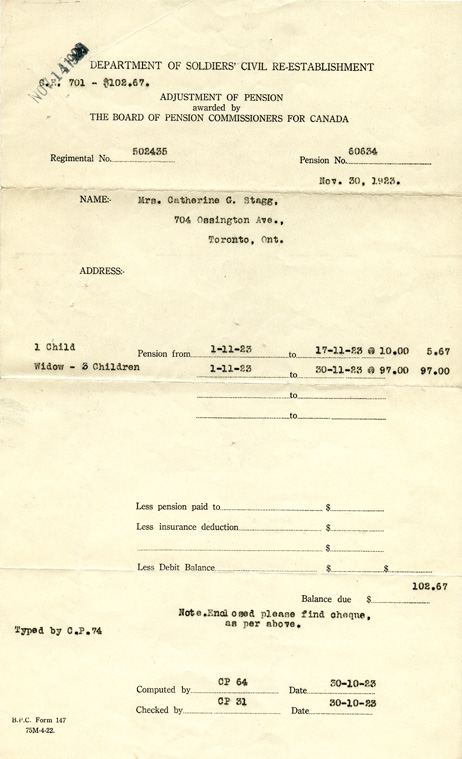 DEPARTMENT OF SOLDIERS' CIVIL RE-ESTABLISHMENT
701 - $102.67.
ADJUSTMENT OF PENSION
awarded by
THE BOARD OF PENSION COMMISSIONERS FOR CANADA
Regimental No. 502435 Pension No. 60634
Nov. 30, 1923.
NAME:- Mrs. Catherine G. Stagg,
704 Ossington Ave.,
Toronto, Ont.
ADDRESS:-
1 Child Pension from 1-11-23 to 17-11-23 @ 10.00 5.67
Widow - 3 Children 1-11-23 to 30-11-23 @ 97.00 97.00
to
to
Less pension paid to $
Less insurance deduction $
$
Less Debit Balance $ $
102.67
Balance due $
Note.Enclosed please find cheque,
as per above.
Typed by C.P.74
Computed by CP 64 Date 30-10-23
Checked by CP 31 Date 30-10-23
B.P.C. Form 147
75M-4-22.